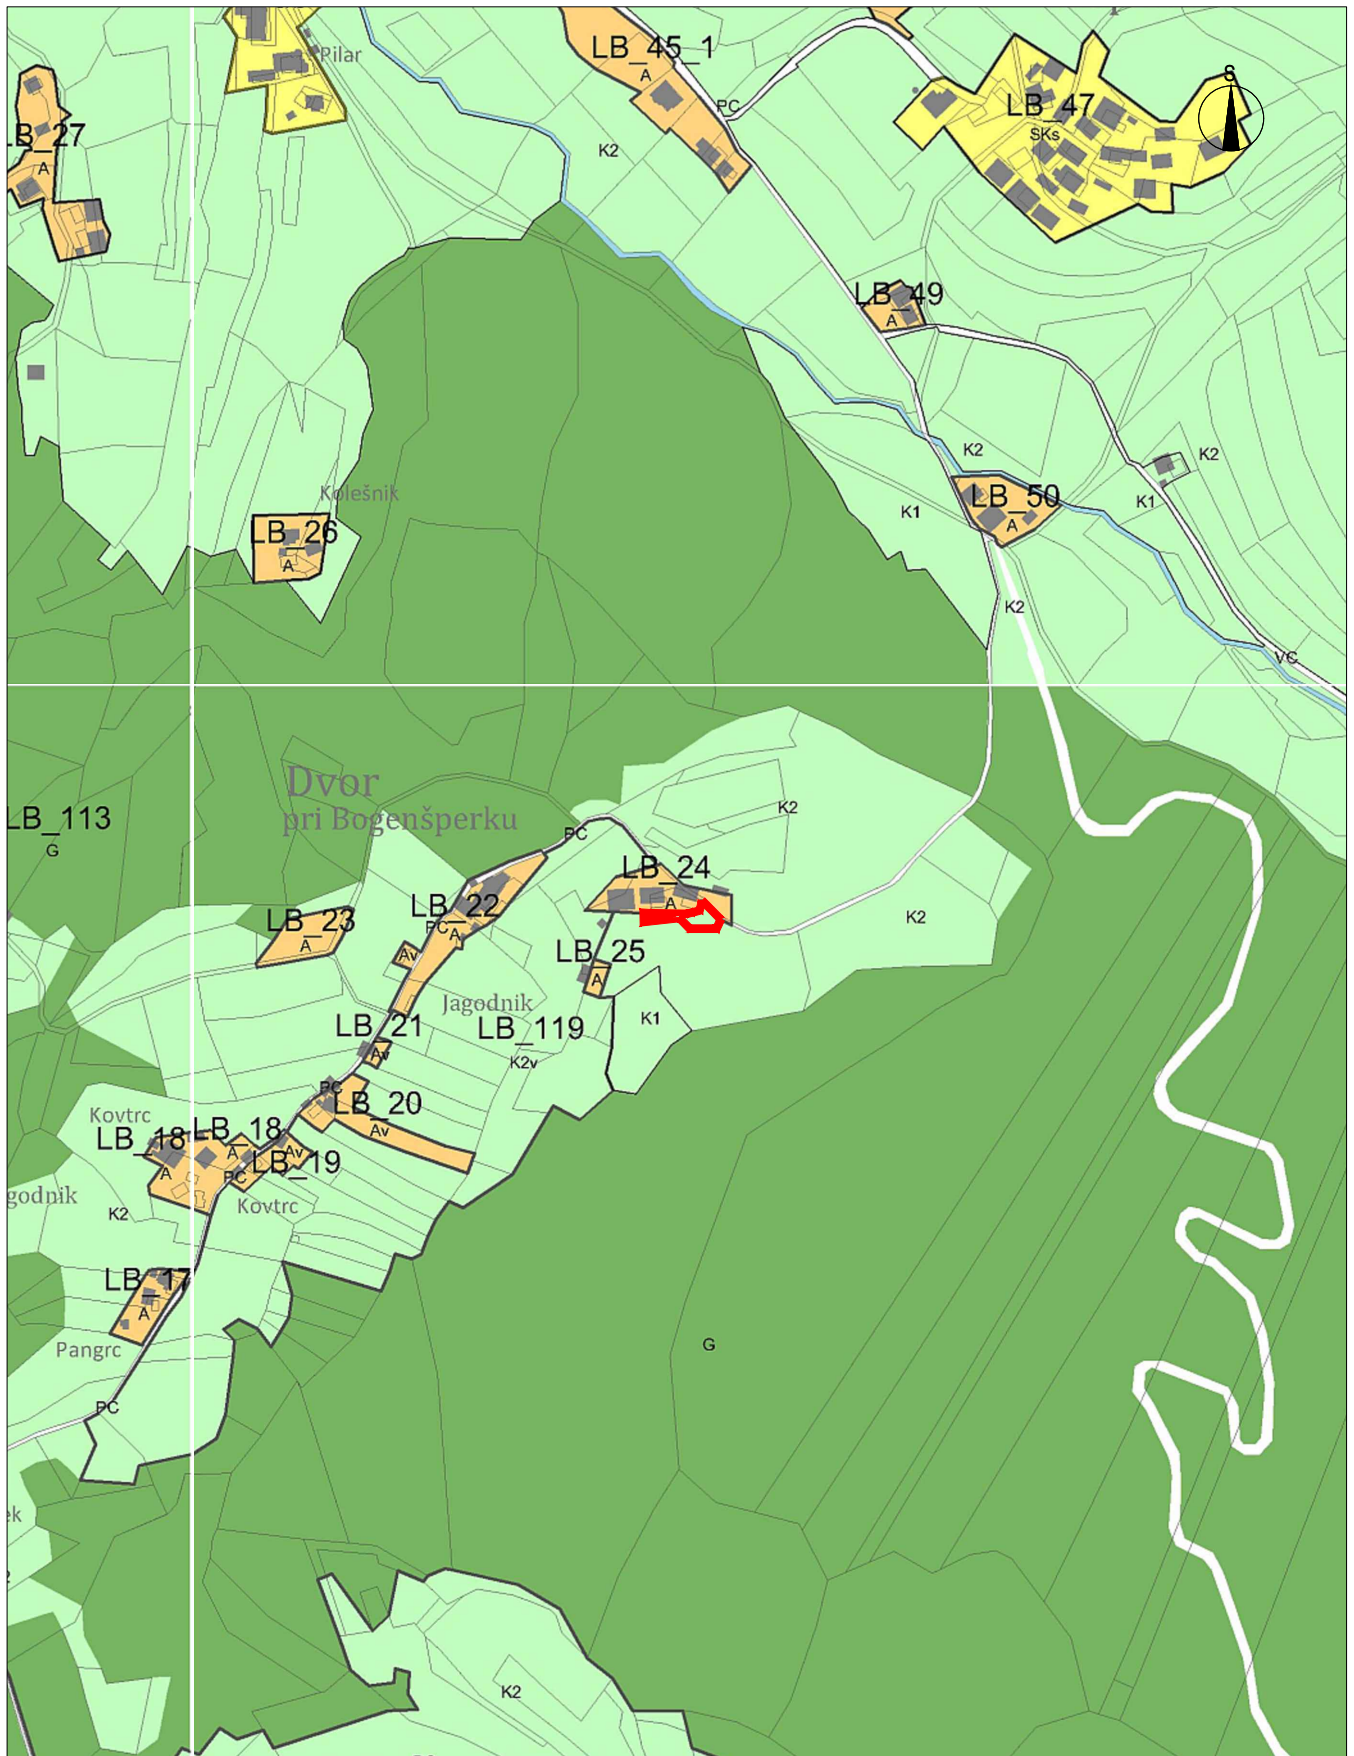 Pilar
LB_45_1
A
PC
LB_47
SKs
S
LB_27
A
K2
LB_49
A
K2
K2
K1
K1
LB_50
A
Kolešnik
LB_26
A
K2
VC
Dvor
pri Bogenšperku
LB_113
G
PC
K2
LB_24
A
LB_22
PC
A
LB_23
A
Av
K2
LB_25
A
Jagodnik
K1
LB_21
Av
LB_119
K2v
PC
LB_20
Av
Kovtrc
LB_18
A
LB_18
A
Av
LB_19
PC
Kovtrc
godnik
K2
LB_17
A
Pangrc
G
PC
ek
K2